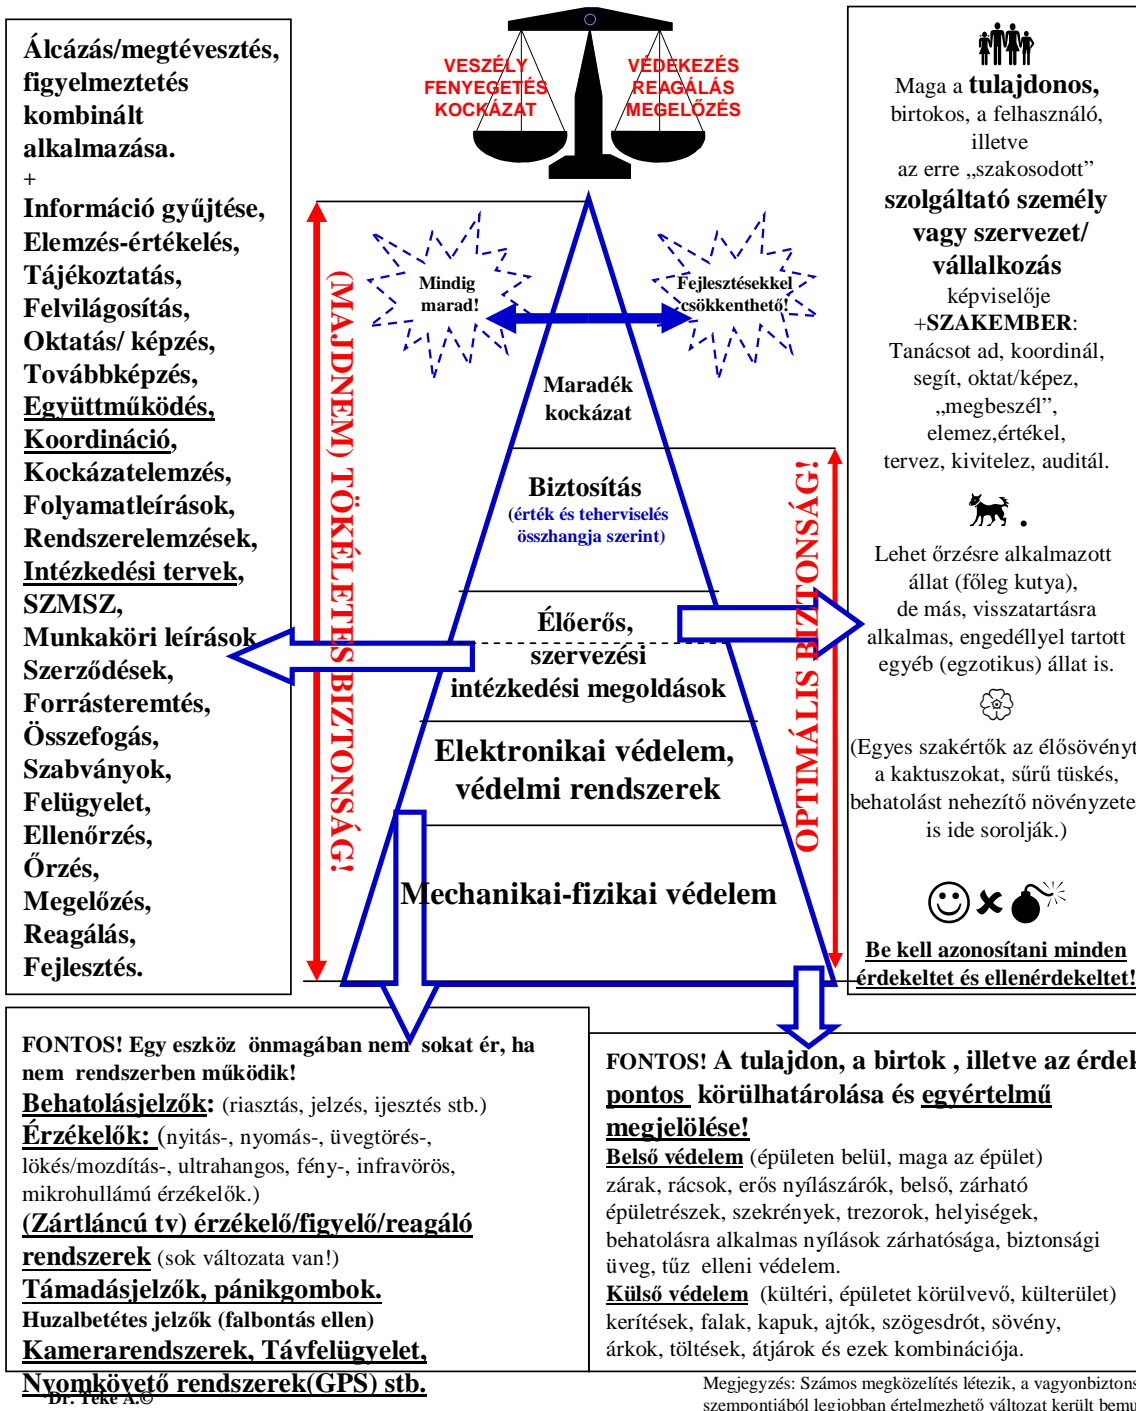 Álcázás/megtévesztés,
figyelmeztetés
kombinált
alkalmazása.
+
Információ gyűjtése,
Elemzés-értékelés,
Tájékoztatás,
Felvilágosítás,
Oktatás/ képzés,
Továbbképzés,
Együttműködés,
Koordináció,
Kockázatelemzés,
Folyamatleírások,
Rendszerelemzések,
Intézkedési tervek,
SZMSZ,
Munkaköri leírások
Szerződések,
Forrásteremtés,
Összefogás,
Szabványok,
Felügyelet,
Ellenőrzés,
Őrzés,
Megelőzés,
Reagálás,
Fejlesztés.
VESZÉLY
FENYEGETÉS
KOCKÁZAT
VÉDEKEZÉS
REAGÁLÁS
MEGELŐZÉS
(MAJDNEM) TÖKÉLETES BIZTONSÁG!
Mindig
marad!
Fejlesztésekkel
csökkenthető!
Maradék
kockázat
Biztosítás
(érték és teherviselés
összhangja szerint)
Élőerős,
szervezési
intézkedési megoldások
Elektronikai védelem,
védelmi rendszerek
Mechanikai-fizikai védelem
OPTIMÁLIS BIZTONSÁG!
Maga a tulajdonos,
birtokos, a felhasználó,
illetve
az erre „szakosodott”
szolgáltató személy
vagy szervezet/
vállalkozás
képviselője
+SZAKEMBER:
Tanácsot ad, koordinál,
segít, oktat/képez,
„megbeszél”,
elemez,értékel,
tervez, kivitelez, auditál.
.
Lehet őrzésre alkalmazott
állat (főleg kutya),
de más, visszatartásra
alkalmas, engedéllyel tartott
egyéb (egzotikus) állat is.
(Egyes szakértők az élősövényt
a kaktuszokat, sűrű tüskés,
behatolást nehezítő növényzete
is ide sorolják.)
Be kell azonosítani minden
érdekeltet és ellenérdekeltet!
FONTOS! Egy eszköz önmagában nem sokat ér, ha
nem rendszerben működik!
Behatolásjelzők: (riasztás, jelzés, ijesztés stb.)
Érzékelők: (nyitás-, nyomás-, üvegtörés-,
lökés/mozdítás-, ultrahangos, fény-, infravörös,
mikrohullámú érzékelők.)
(Zártláncú tv) érzékelő/figyelő/reagáló
rendszerek (sok változata van!)
Támadásjelzők, pánikgombok.
Huzalbetétes jelzők (falbontás ellen)
Kamerarendszerek, Távfelügyelet,
Nyomkövető rendszerek(GPS) stb.
Dr. Teke A.©
FONTOS! A tulajdon, a birtok , illetve az érdek
pontos körülhatárolása és egyértelmű
megjelölése!
Belső védelem (épületen belül, maga az épület)
zárak, rácsok, erős nyílászárók, belső, zárható
épületrészek, szekrények, trezorok, helyiségek,
behatolásra alkalmas nyílások zárhatósága, biztonsági
üveg, tűz elleni védelem.
Külső védelem (kültéri, épületet körülvevő, külterület)
kerítések, falak, kapuk, ajtók, szögesdrót, sövény,
árkok, töltések, átjárok és ezek kombinációja.
Megjegyzés: Számos megközelítés létezik, a vagyonbiztons
szempontjából legjobban értelmezhető változat került bemu